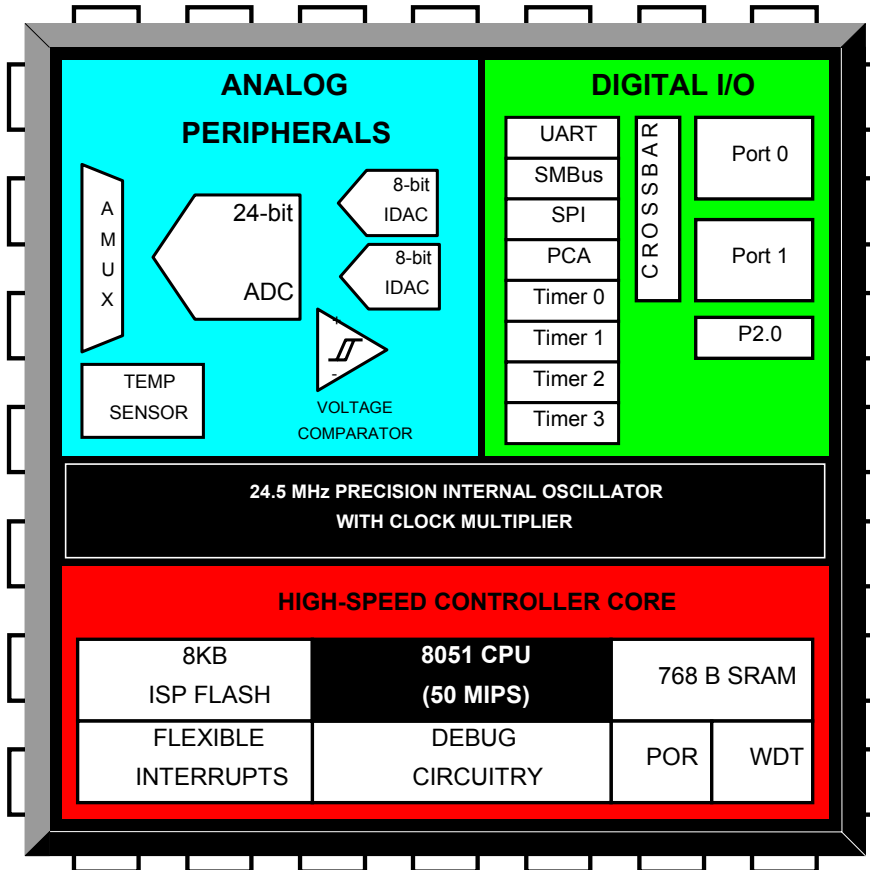 ANALOG
PERIPHERALS
A
M
U
X
24-bit
ADC
8-bit
IDAC
8-bit
IDAC
+
-
TEMP
SENSOR
VOLTAGE
COMPARATOR
DIGITAL I/O
UART
SMBus
SPI
PCA
Timer 0
Timer 1
Timer 2
Timer 3
CROSSBAR
Port 0
Port 1
P2.0
24.5 MHz PRECISION INTERNAL OSCILLATOR
WITH CLOCK MULTIPLIER
HIGH-SPEED CONTROLLER CORE
8KB
ISP FLASH
8051 CPU
(50 MIPS)
768 B SRAM
FLEXIBLE
INTERRUPTS
DEBUG
CIRCUITRY
POR
WDT